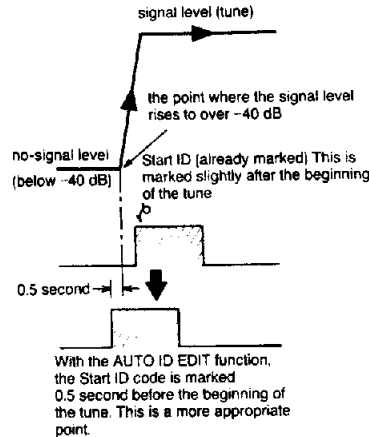 signal level (tune)
the point where the signal level
rises to over −40 dB
no-signal level
(below −40 dB)
Start ID (already marked) This is
marked slightly after the beginning
of the tune
0.5 second
With the AUTO ID EDIT function,
the Start ID code is marked
0.5 second before the beginning of
the tune. This is a more appropriate
point.